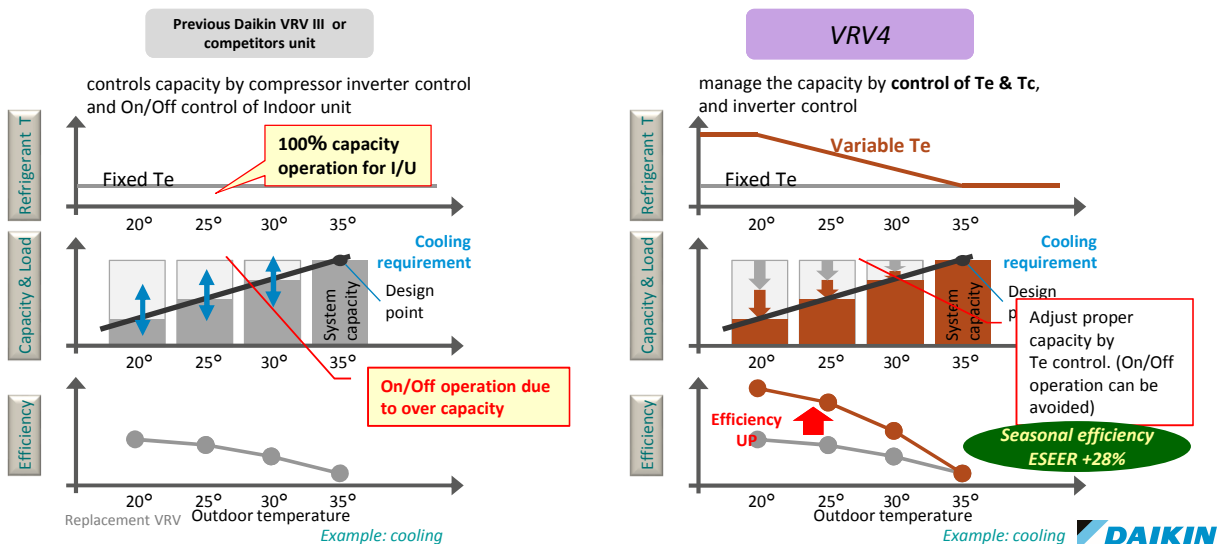 Previous Daikin VRV III or
competitors unit
controls capacity by compressor inverter control
and On/Off control of Indoor unit
Refrigerant T
100% capacity
operation for I/U
Fixed Te
20° 25° 30° 35°
Capacity & Load
Cooling
requirement
Design
point
System
capacity
20° 25° 30° 35°
On/Off operation due
to over capacity
Efficiency
20° 25° 30° 35°
Replacement VRV
Outdoor temperature
Example: cooling
VRV4
manage the capacity by control of Te & Tc,
and inverter control
Refrigerant T
Variable Te
Fixed Te
20° 25° 30° 35°
Capacity & Load
Cooling
requirement
Design
System
capacity
20° 25° 30° 35°
Adjust proper
capacity by
Te control. (On/Off
operation can be
avoided)
Efficiency
Efficiency
UP
Seasonal efficiency
ESEER +28%
20° 25° 30° 35°
Outdoor temperature
Example: cooling
DAIKIN